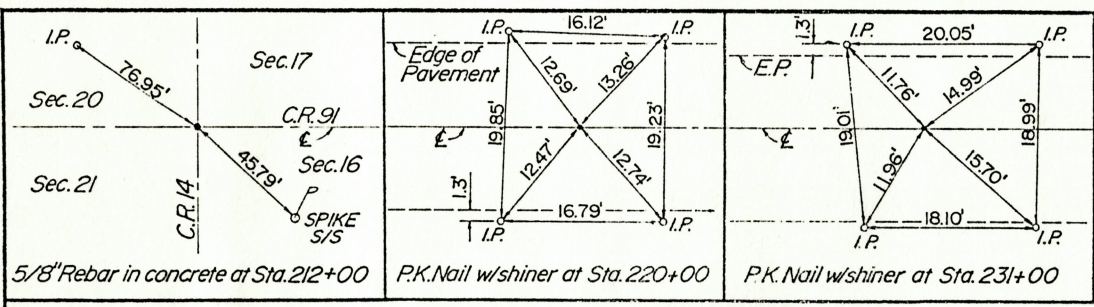 I.P.
76.95'
Sec.17
Sec.20
C.R.91
℄
Sec.16
Sec.21
45.79'
C.R.14
P
SPIKE
S/S
5/8" Rebar in concrete at Sta.212+00
I.P.
16.12'
I.P.
Edge of
Pavement
12.69'
13.26'
19.85'
19.23'
℄
12.47'
12.74'
1.3'
16.79'
I.P.
I.P.
P.K. Nail w/shiner at Sta. 220+00
1.3'
I.P.
20.05'
I.P.
E.P.
11.76'
14.99'
19.01'
18.99'
℄
11.96'
15.70'
18.10'
I.P.
I.P.
P.K. Nail w/shiner at Sta. 231+00